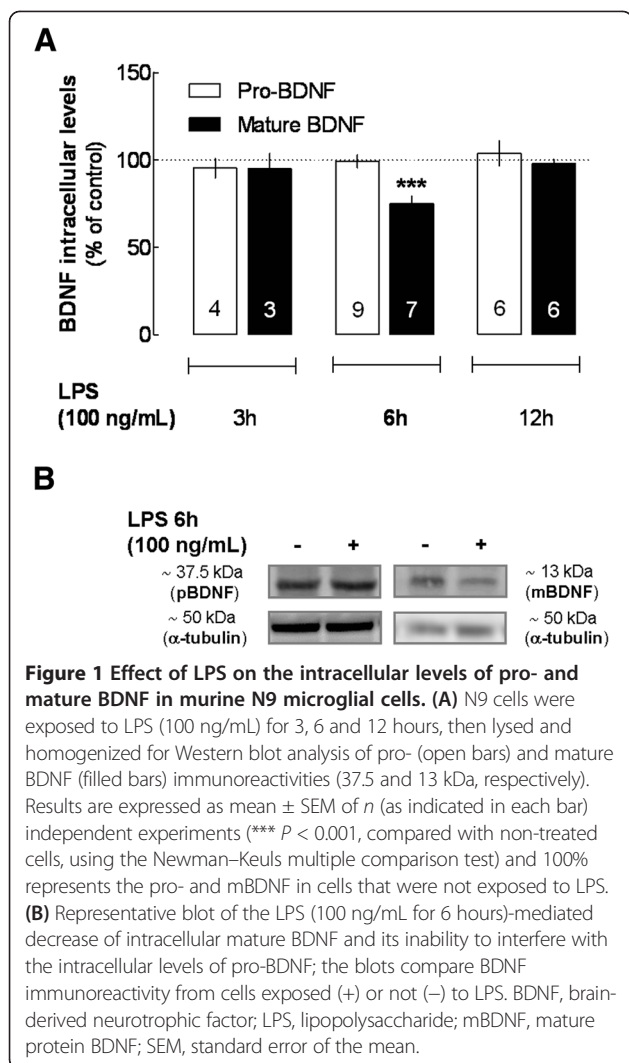 A
150
100
50
0
BDNF intracellular levels
(% of control)
Pro-BDNF
Mature BDNF
***
4 3 9 7 6 6
LPS
(100 ng/mL) 3h 6h 12h
B
LPS 6h
(100 ng/mL) - + - +
~ 37.5 kDa
(pBDNF)
~ 13 kDa
(mBDNF)
~ 50 kDa
(α-tubulin)
~ 50 kDa
(α-tubulin)
Figure 1 Effect of LPS on the intracellular levels of pro- and
mature BDNF in murine N9 microglial cells. (A) N9 cells were
exposed to LPS (100 ng/mL) for 3, 6 and 12 hours, then lysed and
homogenized for Western blot analysis of pro- (open bars) and mature
BDNF (filled bars) immunoreactivities (37.5 and 13 kDa, respectively).
Results are expressed as mean ± SEM of n (as indicated in each bar)
independent experiments (*** P < 0.001, compared with non-treated
cells, using the Newman–Keuls multiple comparison test) and 100%
represents the pro- and mBDNF in cells that were not exposed to LPS.
(B) Representative blot of the LPS (100 ng/mL for 6 hours)-mediated
decrease of intracellular mature BDNF and its inability to interfere with
the intracellular levels of pro-BDNF; the blots compare BDNF
immunoreactivity from cells exposed (+) or not (−) to LPS. BDNF, brain-
derived neurotrophic factor; LPS, lipopolysaccharide; mBDNF, mature
protein BDNF; SEM, standard error of the mean.